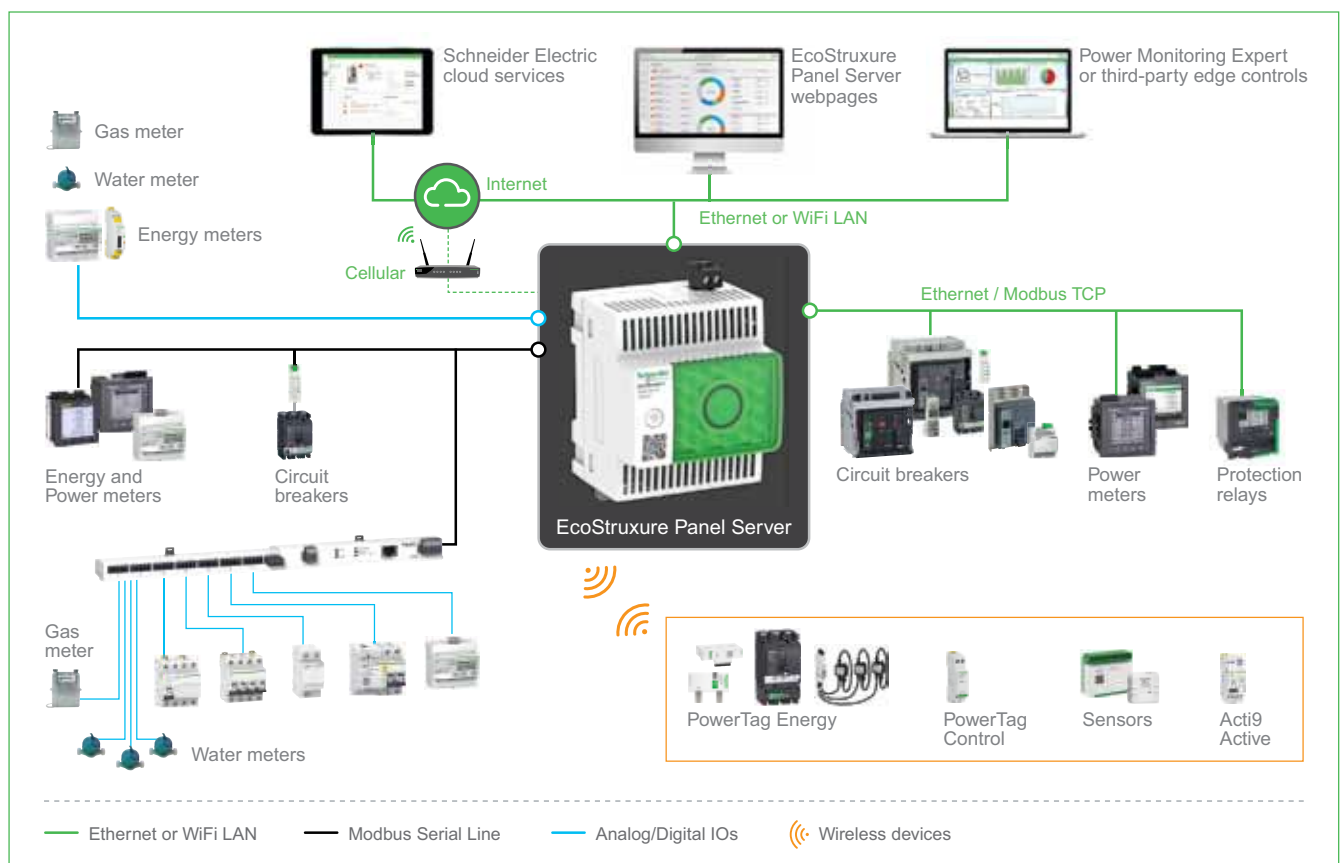 Schneider Electric
cloud services
EcoStruxure
Panel Server
webpages
Power Monitoring Expert
or third-party edge controls
Gas meter
Water meter
Energy meters
Internet
Ethernet or WiFi LAN
Cellular
Ethernet / Modbus TCP
Energy and
Power meters
Circuit
breakers
EcoStruxure Panel Server
Circuit breakers
Power
meters
Protection
relays
Gas
meter
Water meters
PowerTag Energy
PowerTag
Control
Sensors
Acti9
Active
Ethernet or WiFi LAN
Modbus Serial Line
Analog/Digital IOs
Wireless devices